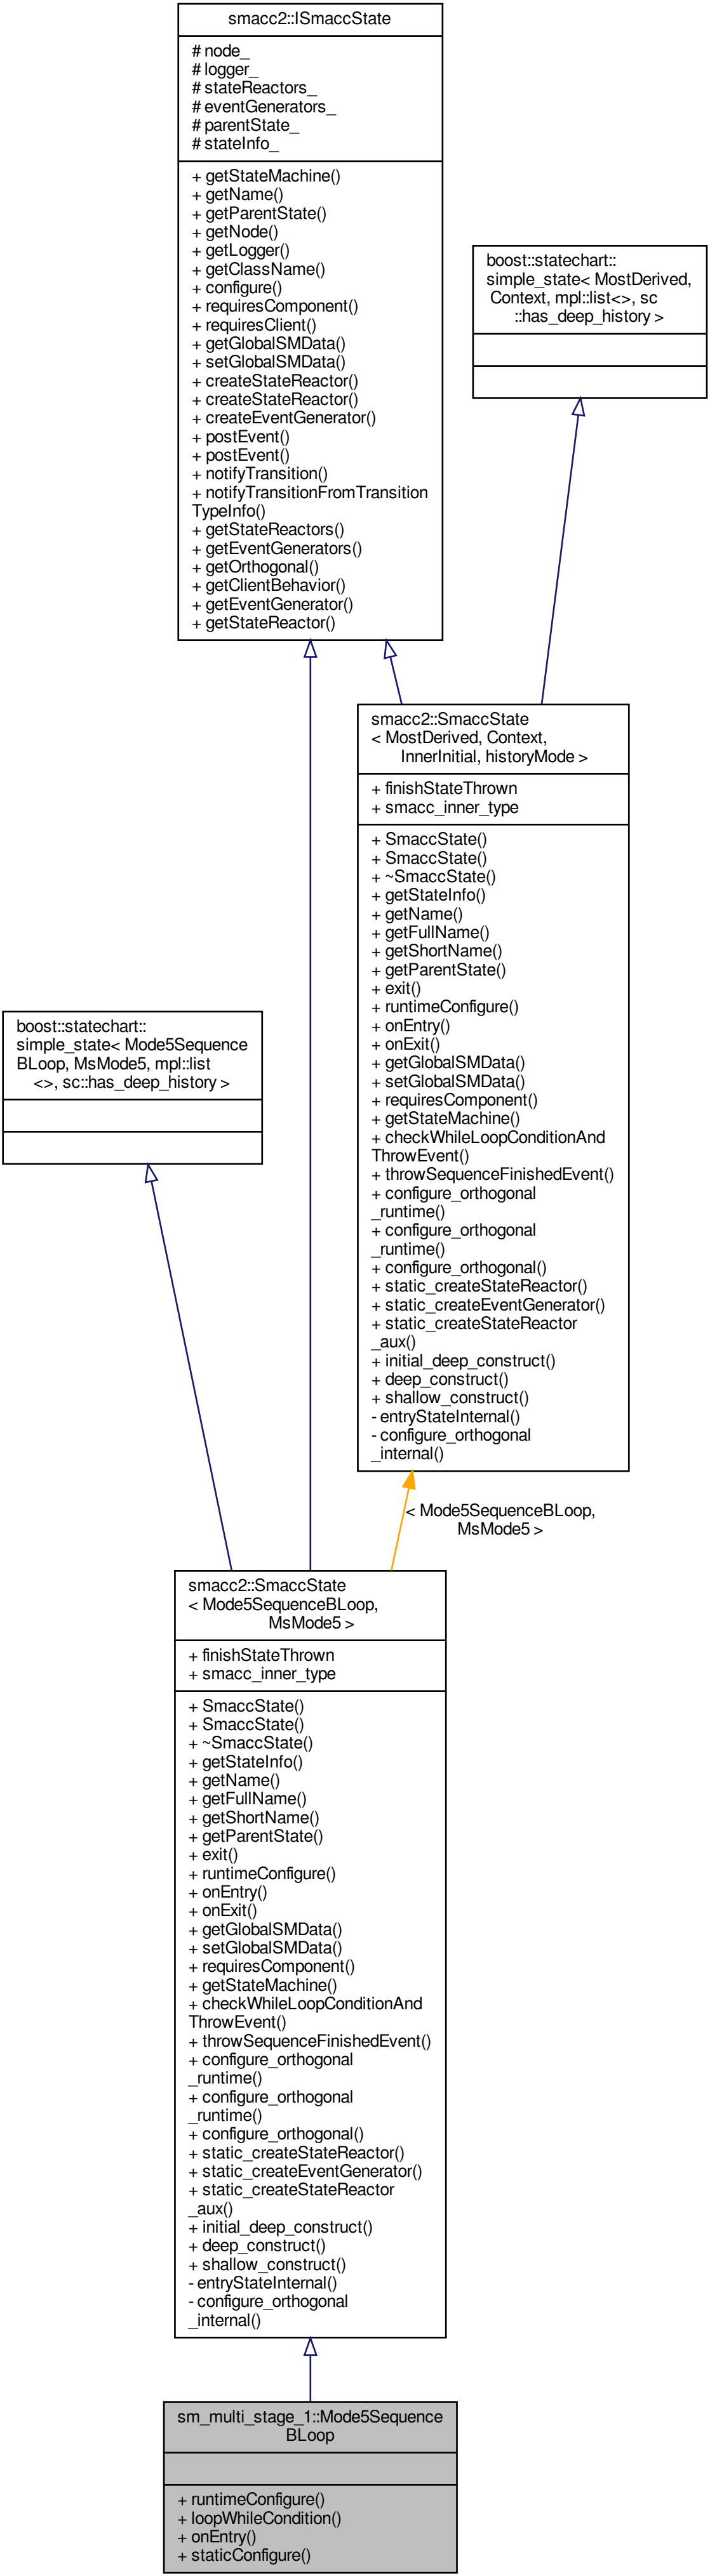 smacc2::ISmaccState
# node_
# logger_
# stateReactors_
# eventGenerators_
# parentState_
# stateInfo_
+ getStateMachine()
+ getName()
+ getParentState()
+ getNode()
+ getLogger()
+ getClassName()
+ configure()
+ requiresComponent()
+ requiresClient()
+ getGlobalSMData()
+ setGlobalSMData()
+ createStateReactor()
+ createStateReactor()
+ createEventGenerator()
+ postEvent()
+ postEvent()
+ notifyTransition()
+ notifyTransitionFromTransition
TypeInfo()
+ getStateReactors()
+ getEventGenerators()
+ getOrthogonal()
+ getClientBehavior()
+ getEventGenerator()
+ getStateReactor()
boost::statechart::
simple_state< MostDerived,
Context, mpl::list<>, sc
::has_deep_history >
smacc2::SmaccState
< MostDerived, Context,
InnerInitial, historyMode >
+ finishStateThrown
+ smacc_inner_type
+ SmaccState()
+ SmaccState()
+ ~SmaccState()
+ getStateInfo()
+ getName()
+ getFullName()
+ getShortName()
+ getParentState()
+ exit()
+ runtimeConfigure()
+ onEntry()
+ onExit()
+ getGlobalSMData()
+ setGlobalSMData()
+ requiresComponent()
+ getStateMachine()
+ checkWhileLoopConditionAnd
ThrowEvent()
+ throwSequenceFinishedEvent()
+ configure_orthogonal
_runtime()
+ configure_orthogonal
_runtime()
+ configure_orthogonal()
+ static_createStateReactor()
+ static_createEventGenerator()
+ static_createStateReactor
_aux()
+ initial_deep_construct()
+ deep_construct()
+ shallow_construct()
- entryStateInternal()
- configure_orthogonal
_internal()
boost::statechart::
simple_state< Mode5Sequence
BLoop, MsMode5, mpl::list
<>, sc::has_deep_history >
< Mode5SequenceBLoop,
MsMode5 >
smacc2::SmaccState
< Mode5SequenceBLoop,
MsMode5 >
+ finishStateThrown
+ smacc_inner_type
+ SmaccState()
+ SmaccState()
+ ~SmaccState()
+ getStateInfo()
+ getName()
+ getFullName()
+ getShortName()
+ getParentState()
+ exit()
+ runtimeConfigure()
+ onEntry()
+ onExit()
+ getGlobalSMData()
+ setGlobalSMData()
+ requiresComponent()
+ getStateMachine()
+ checkWhileLoopConditionAnd
ThrowEvent()
+ throwSequenceFinishedEvent()
+ configure_orthogonal
_runtime()
+ configure_orthogonal
_runtime()
+ configure_orthogonal()
+ static_createStateReactor()
+ static_createEventGenerator()
+ static_createStateReactor
_aux()
+ initial_deep_construct()
+ deep_construct()
+ shallow_construct()
- entryStateInternal()
- configure_orthogonal
_internal()
sm_multi_stage_1::Mode5Sequence
BLoop
+ runtimeConfigure()
+ loopWhileCondition()
+ onEntry()
+ staticConfigure()